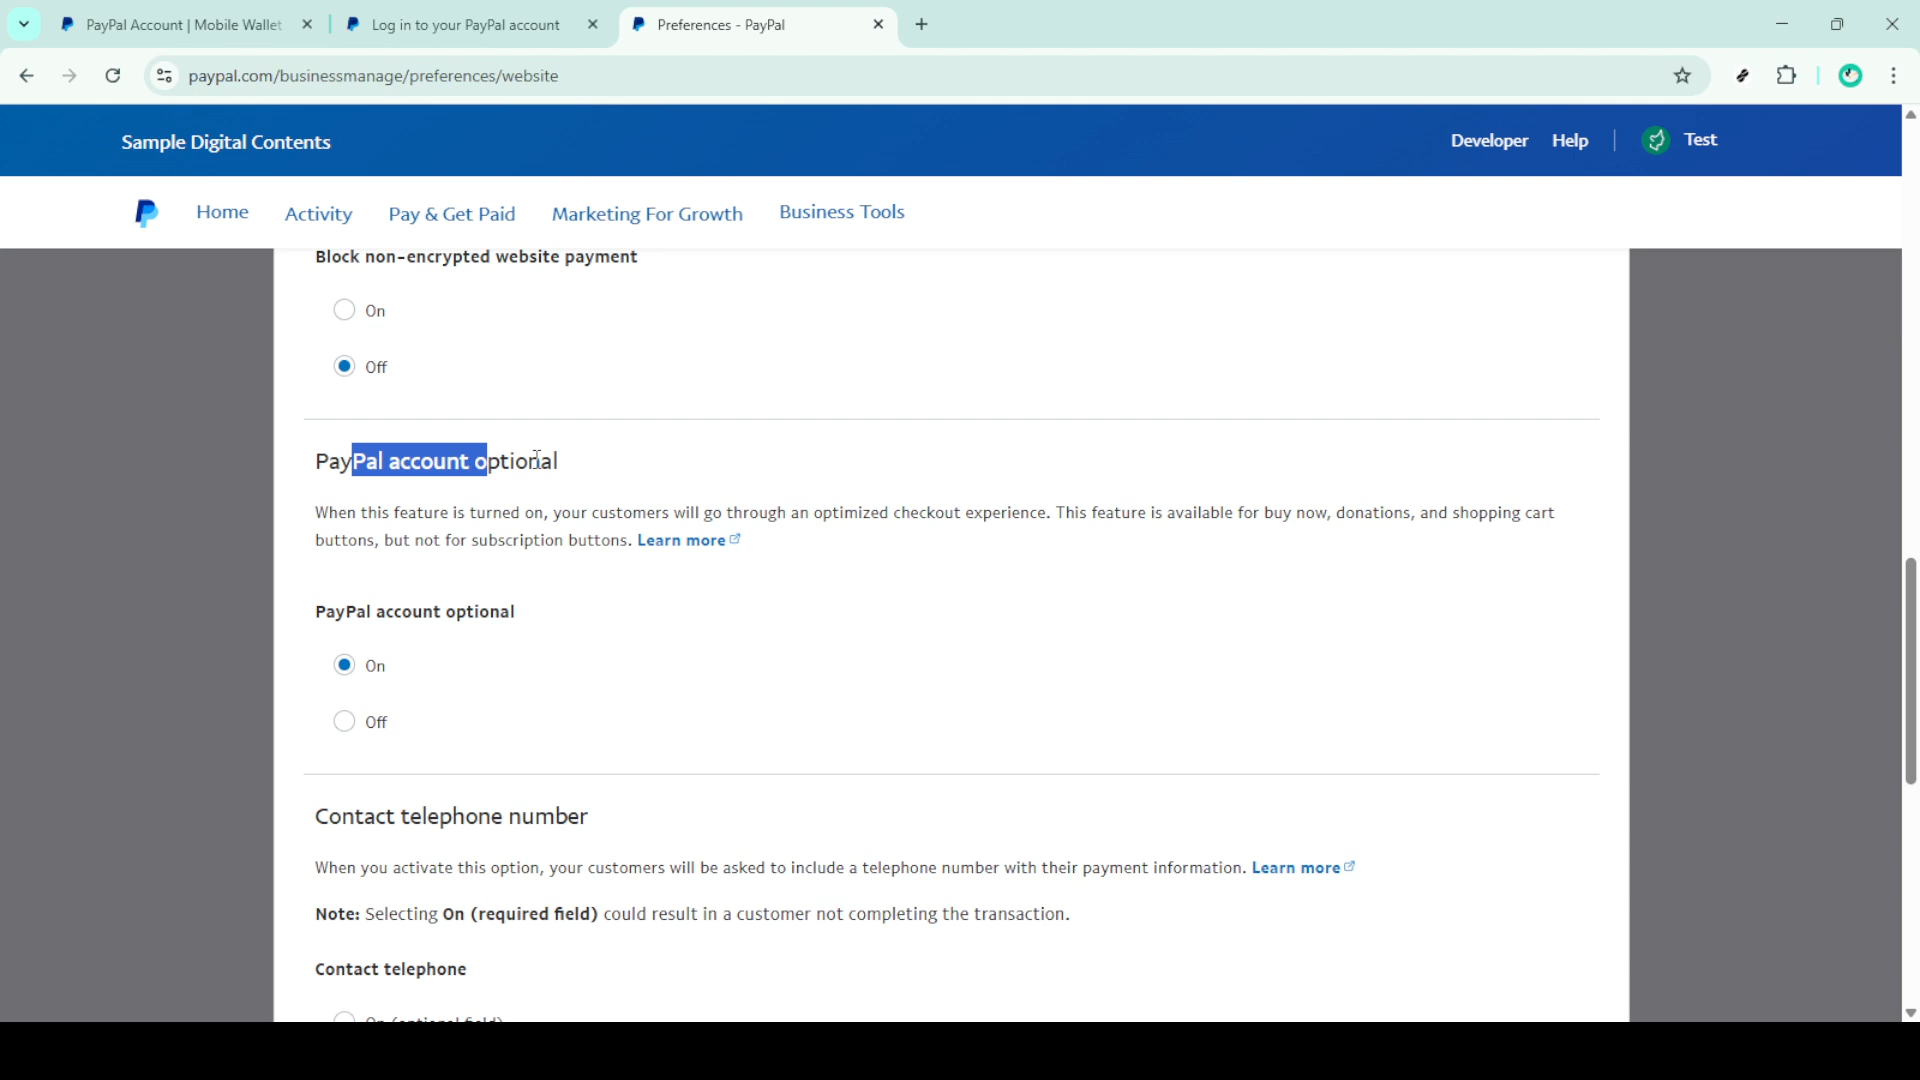 PayPal Account | Mobile Wallet
Log in to your PayPal account
Preferences - PayPal
paypal.com/businessmanage/preferences/website
Sample Digital Contents
Developer
Help
Test
Home
Activity
Pay & Get Paid
Marketing For Growth
Business Tools
Block non-encrypted website payment
On
Off
PayPal account optional
When this feature is turned on, your customers will go through an optimized checkout experience. This feature is available for buy now, donations, and shopping cart
buttons, but not for subscription buttons. Learn more
PayPal account optional
On
Off
Contact telephone number
When you activate this option, your customers will be asked to include a telephone number with their payment information. Learn more
Note: Selecting On (required field) could result in a customer not completing the transaction.
Contact telephone
On (optional field)